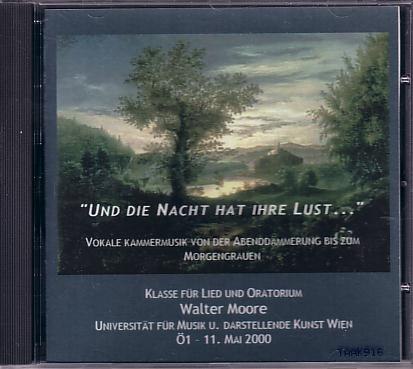 "UND DIE NACHT HAT IHRE LUST..."
VOKALE KAMMERMUSIK VON DER ABENDDÄMMERUNG BIS ZUM
MORGENGRAUEN
KLASSE FÜR LIED UND ORATORIUM
Walter Moore
UNIVERSITÄT FÜR MUSIK U. DARSTELLENDE KUNST WIEN
Ö1 - 11. MAI 2000
TAAK916